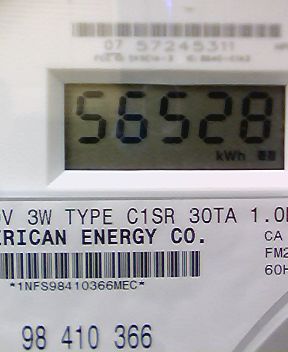 07 57245311
56528
kWh
V 3W TYPE C1SR 30TA 1.0
ERICAN ENERGY CO.
CA
FM2
60H
*1NFS98410366MEC*
98 410 366